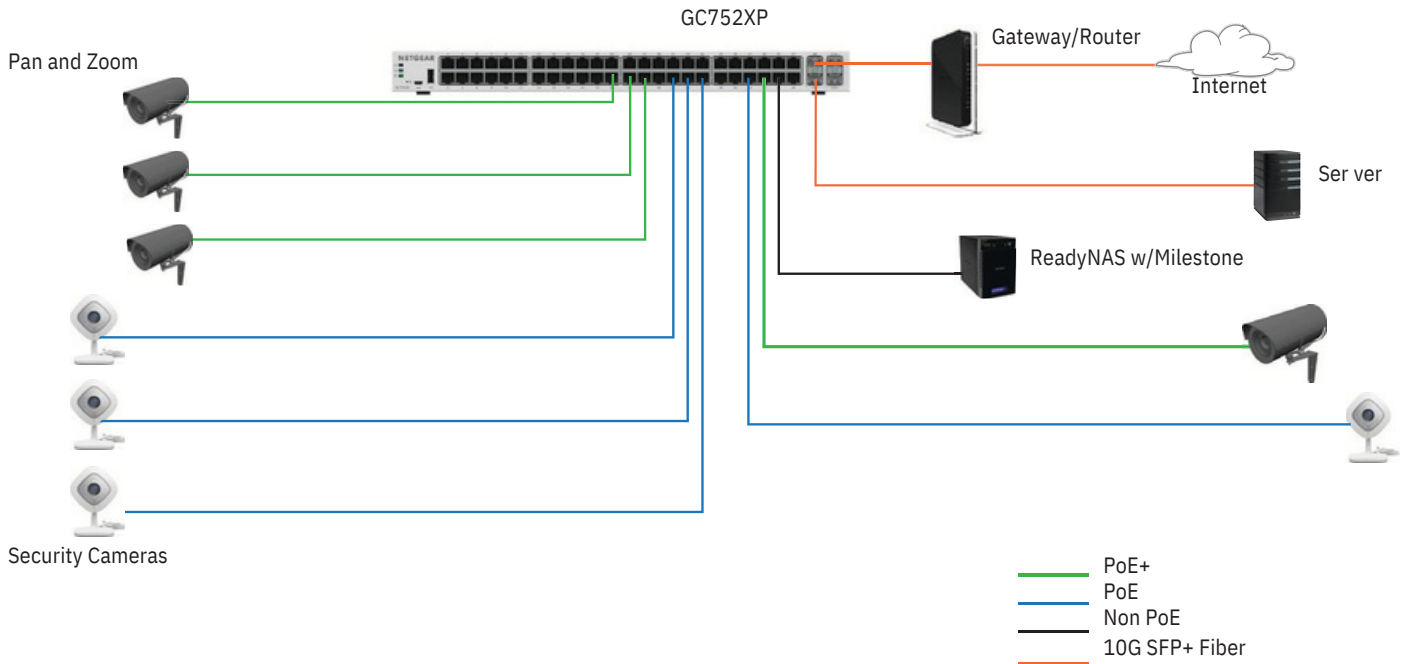 GC752XP
Pan and Zoom
NETGEAR
Gateway/Router
Internet
Ser ver
ReadyNAS w/Milestone
Security Cameras
PoE+
PoE
Non PoE
10G SFP+ Fiber